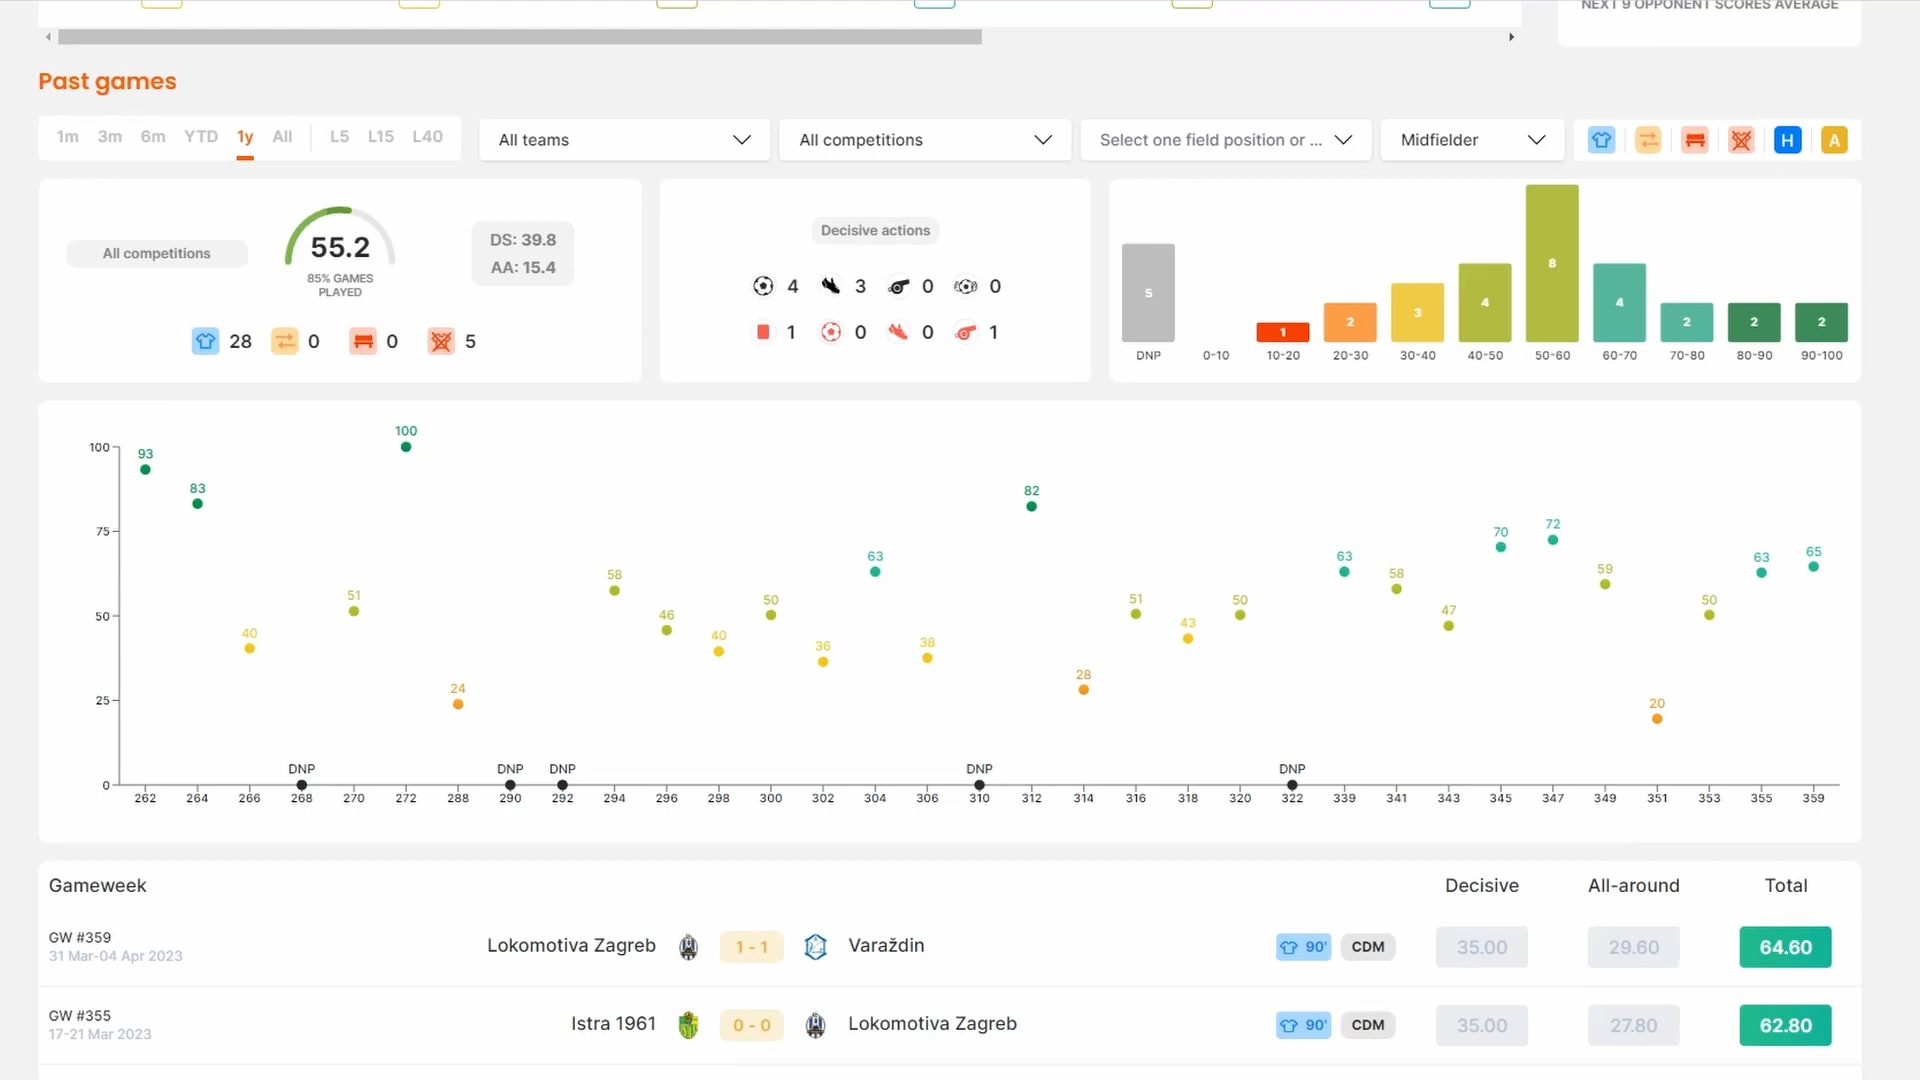 NEXT 9 OPPONENT SCORES AVERAGE
Past games
1m 3m 6m YTD 1y All L5 L15 L40
All teams
All competitions
Select one field position or ...
Midfielder
H
A
All competitions
55.2
85% GAMES
PLAYED
DS: 39.8
AA: 15.4
28 0 0 5
Decisive actions
4 3 0 0
1 0 0 1
5 1 2 3 4 8 4 2 2 2
DNP 0-10 10-20 20-30 30-40 40-50 50-60 60-70 70-80 80-90 90-100
100
75
50
25
0
93 83 40 DNP 51 100 24 DNP DNP 58 46 40 50 36 63 38 DNP 82 28 51 43 50 DNP 63 58 47 70 72 59 20 50 63 65
262 264 266 268 270 272 288 290 292 294 296 298 300 302 304 306 310 312 314 316 318 320 322 339 341 343 345 347 349 351 353 355 359
Gameweek Decisive All-around Total
GW #359
31 Mar-04 Apr 2023
Lokomotiva Zagreb 1 - 1 Varaždin 90' CDM 35.00 29.60 64.60
GW #355
17-21 Mar 2023
Istra 1961 0 - 0 Lokomotiva Zagreb 90' CDM 35.00 27.80 62.80